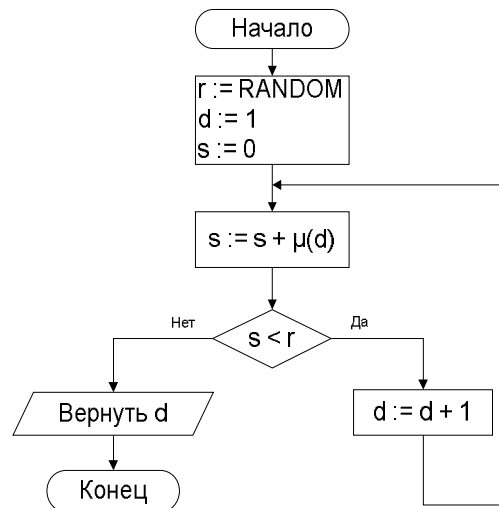 Начало
r := RANDOM
d := 1
s := 0
s := s + μ(d)
s < r
Нет
Да
Вернуть d
d := d + 1
Конец